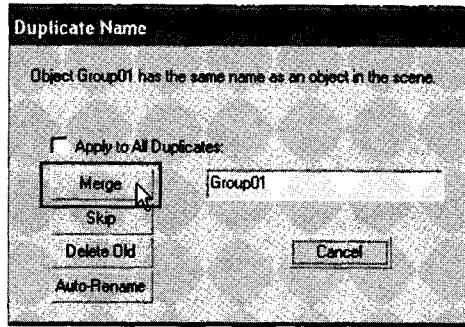 Duplicate Name
Object Group01 has the same name as an object in the scene.
Apply to All Duplicates:
Merge
Group01
Skip
Delete Old
Cancel
Auto-Rename